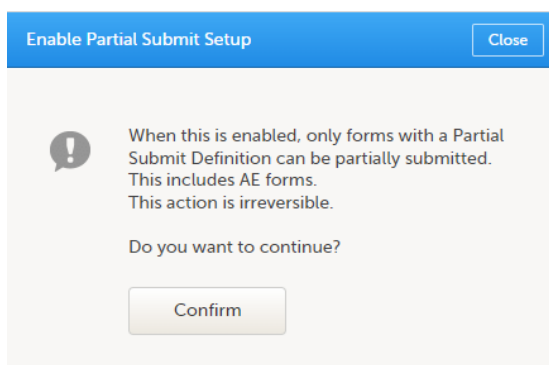 Enable Partial Submit Setup
Close
When this is enabled, only forms with a Partial
Submit Definition can be partially submitted.
This includes AE forms.
This action is irreversible.
Do you want to continue?
Confirm